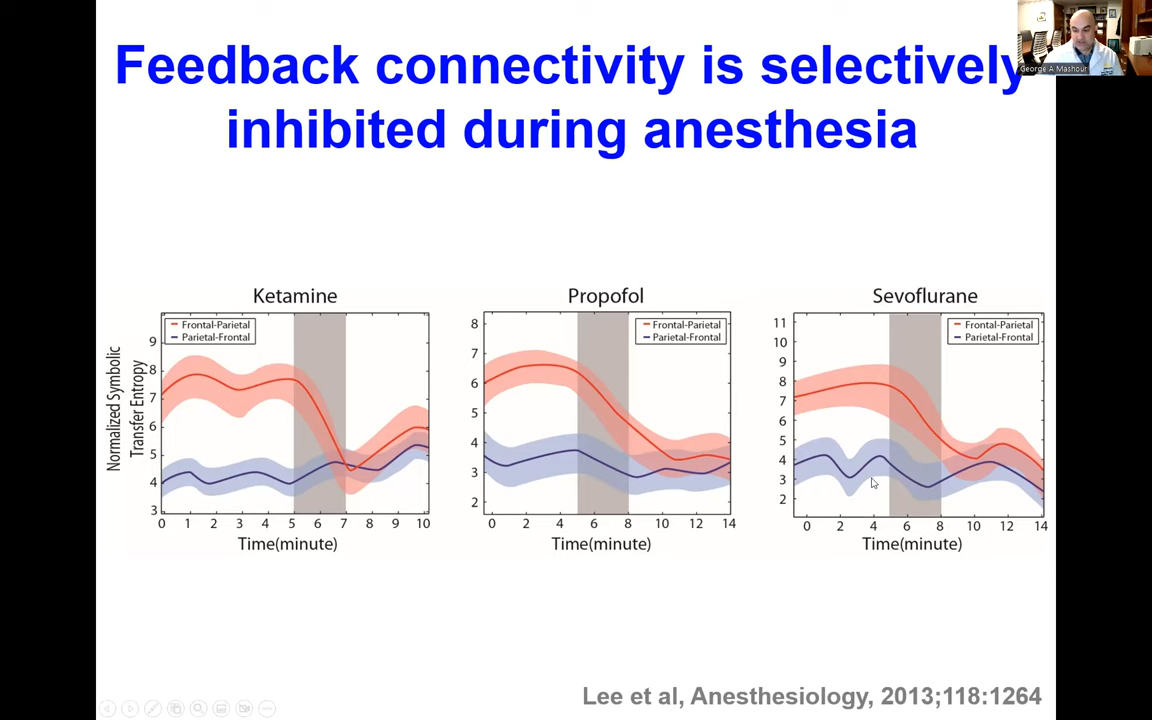 Feedback connectivity is selectively
George A Mashour
inhibited during anesthesia
Ketamine
Frontal-Parietal
Parietal-Frontal
Normalized Symbolic
Transfer Entropy
9
8
7
6
5
4
3
0 1 2 3 4 5 6 7 8 9 10
Time(minute)
Propofol
Frontal-Parietal
Parietal-Frontal
8
7
6
5
4
3
2
0 2 4 6 8 10 12 14
Time(minute)
Sevoflurane
Frontal-Parietal
Parietal-Frontal
11
10
9
8
7
6
5
4
3
2
0 2 4 6 8 10 12 14
Time(minute)
Lee et al, Anesthesiology, 2013;118:1264